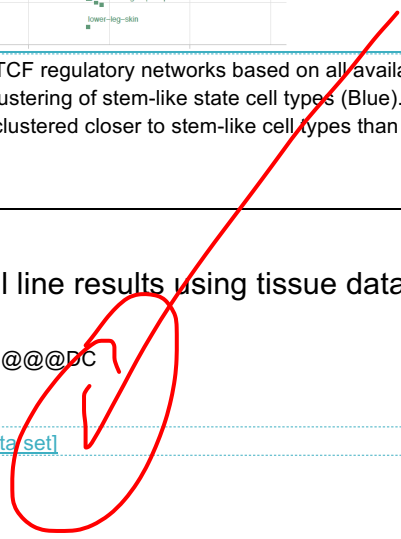 lower-leg-skin
TCF regulatory networks based on all availa
ustering of stem-like state cell types (Blue).
clustered closer to stem-like cell types than
l line results using tissue data
@@@DC
ta set]